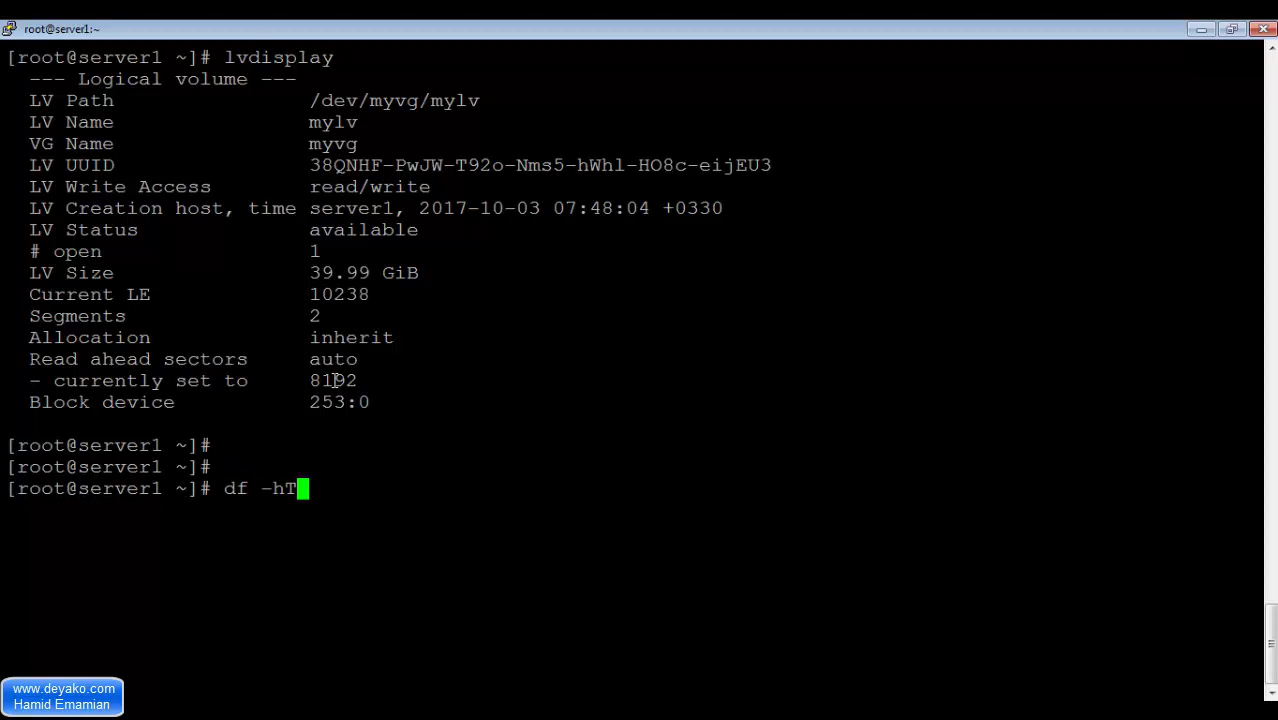 root@server1:~
[root@server1 ~]# lvdisplay
--- Logical volume ---
LV Path                /dev/myvg/mylv
LV Name                mylv
VG Name                myvg
LV UUID                38QNHF-PwJW-T92o-Nms5-hWhl-HO8c-eijEU3
LV Write Access        read/write
LV Creation host, time server1, 2017-10-03 07:48:04 +0330
LV Status              available
# open                 1
LV Size                39.99 GiB
Current LE             10238
Segments               2
Allocation             inherit
Read ahead sectors     auto
- currently set to     8192
Block device           253:0
[root@server1 ~]#
[root@server1 ~]#
[root@server1 ~]# df -hT
www.deyako.com
Hamid Emamian